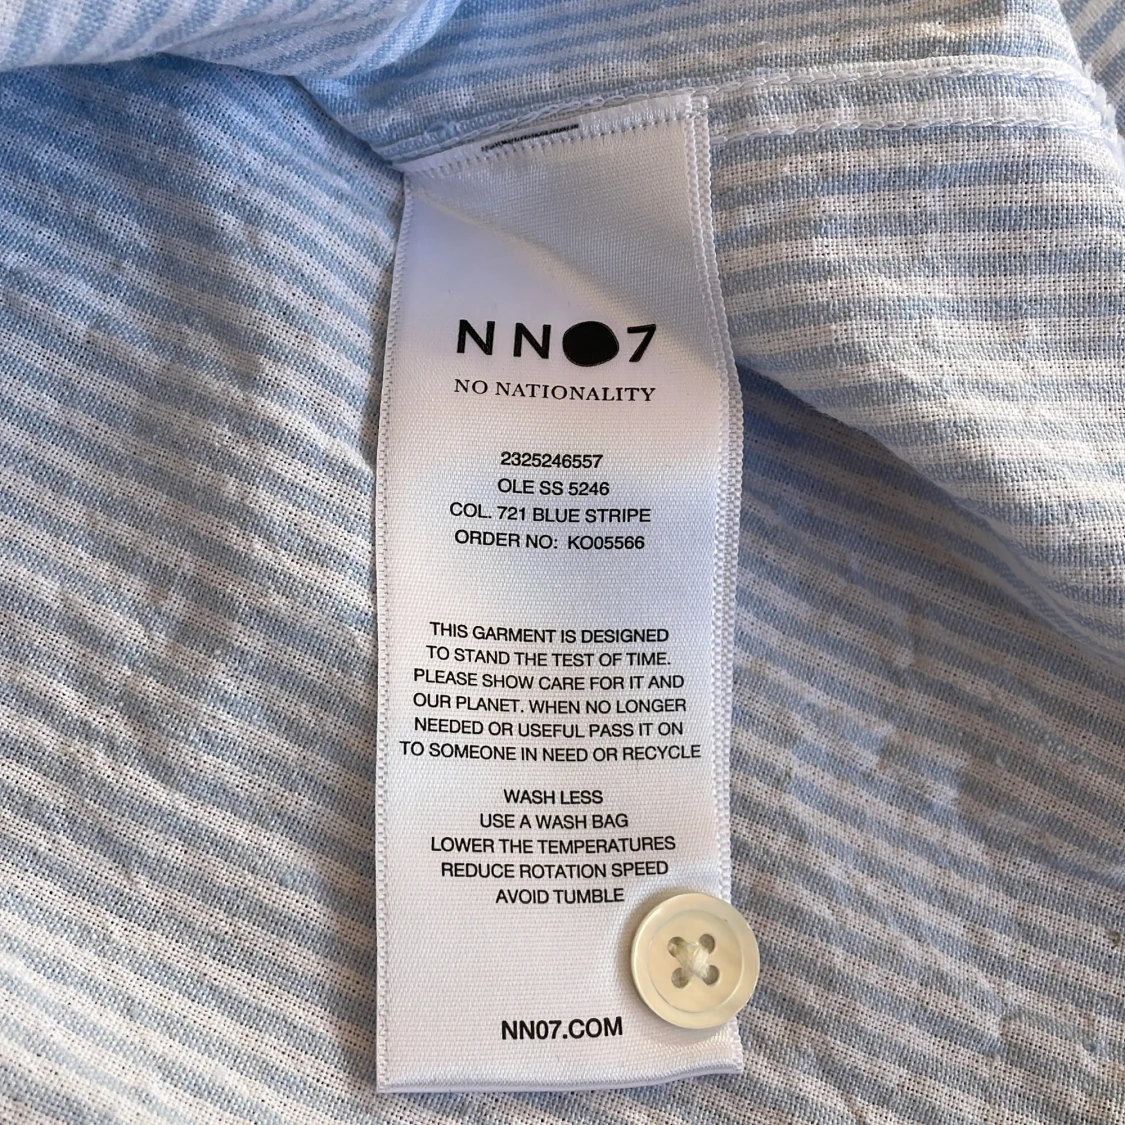 NN07
NO NATIONALITY
2325246557
OLE SS 5246
COL. 721 BLUE STRIPE
ORDER NO: KO05566
THIS GARMENT IS DESIGNED
TO STAND THE TEST OF TIME.
PLEASE SHOW CARE FOR IT AND
OUR PLANET. WHEN NO LONGER
NEEDED OR USEFUL PASS IT ON
TO SOMEONE IN NEED OR RECYCLE
WASH LESS
USE A WASH BAG
LOWER THE TEMPERATURES
REDUCE ROTATION SPEED
AVOID TUMBLE
NN07.COM